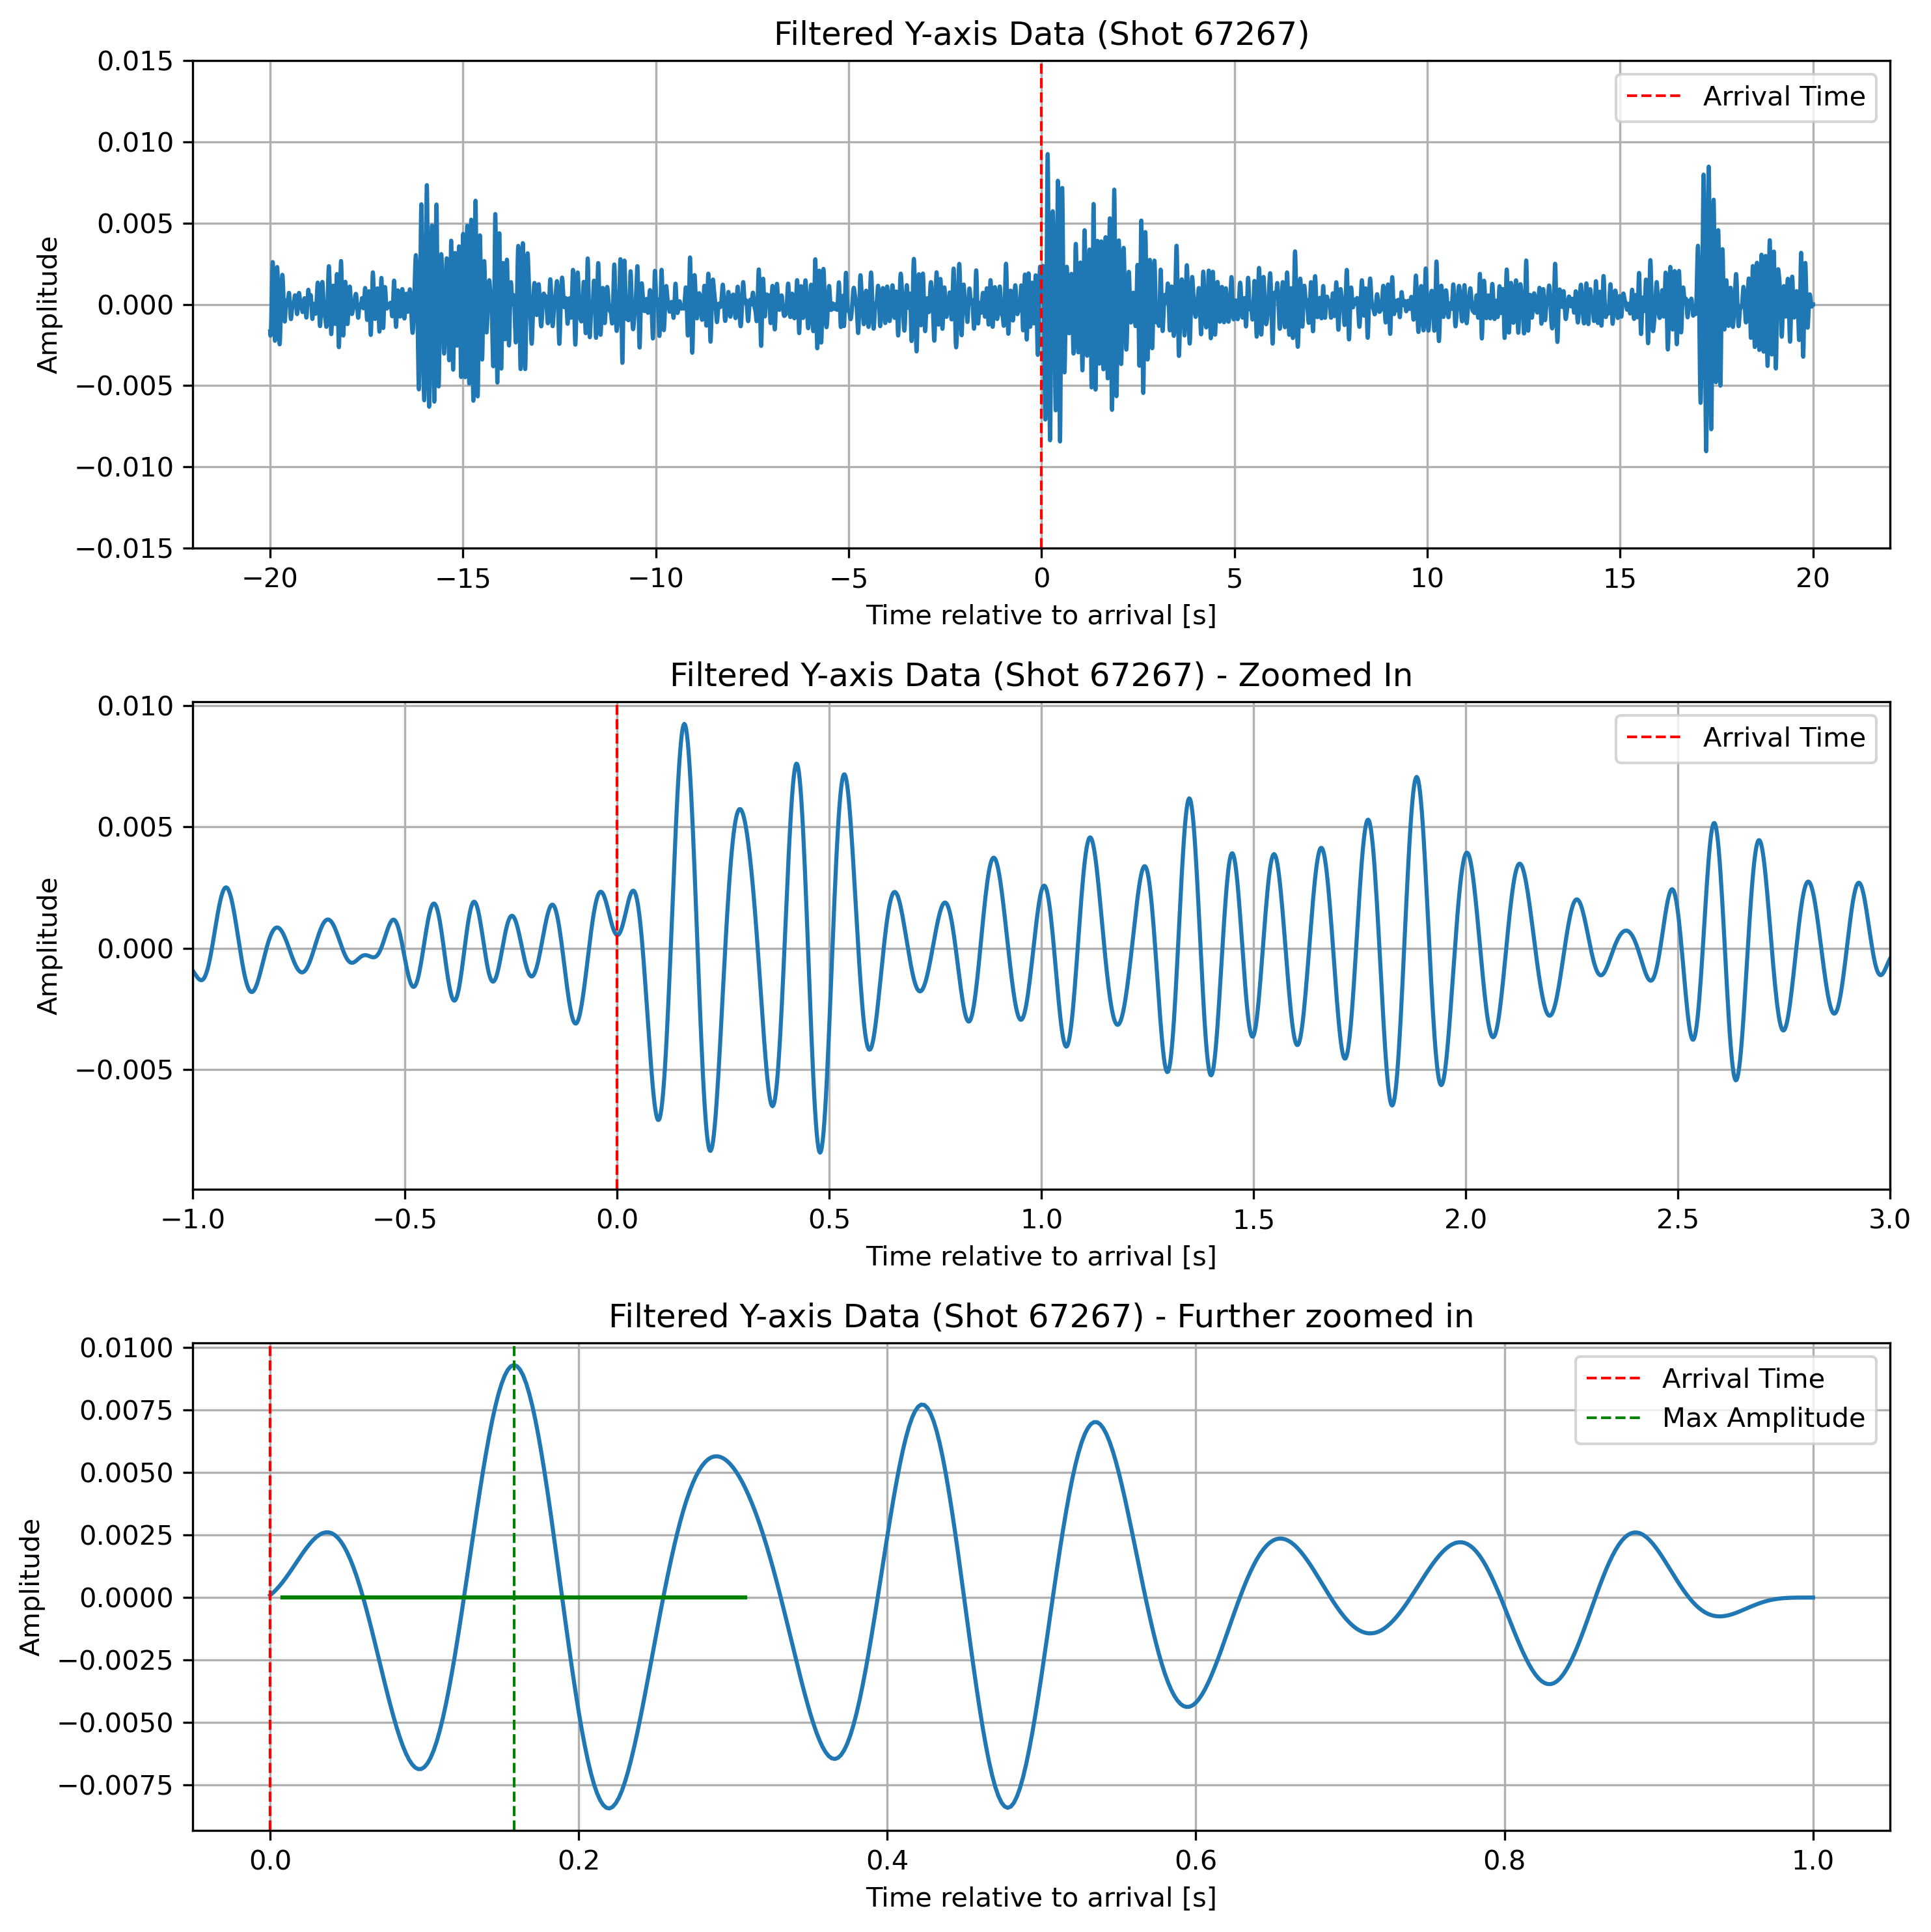 Filtered Y-axis Data (Shot 67267)
0.015
0.010
0.005
0.000
−0.005
−0.010
−0.015
Amplitude
Arrival Time
−20 −15 −10 −5 0 5 10 15 20
Time relative to arrival [s]
Filtered Y-axis Data (Shot 67267) - Zoomed In
0.010
0.005
0.000
−0.005
Amplitude
Arrival Time
−1.0 −0.5 0.0 0.5 1.0 1.5 2.0 2.5 3.0
Time relative to arrival [s]
Filtered Y-axis Data (Shot 67267) - Further zoomed in
0.0100
0.0075
0.0050
0.0025
0.0000
−0.0025
−0.0050
−0.0075
Amplitude
Arrival Time
Max Amplitude
0.0 0.2 0.4 0.6 0.8 1.0
Time relative to arrival [s]